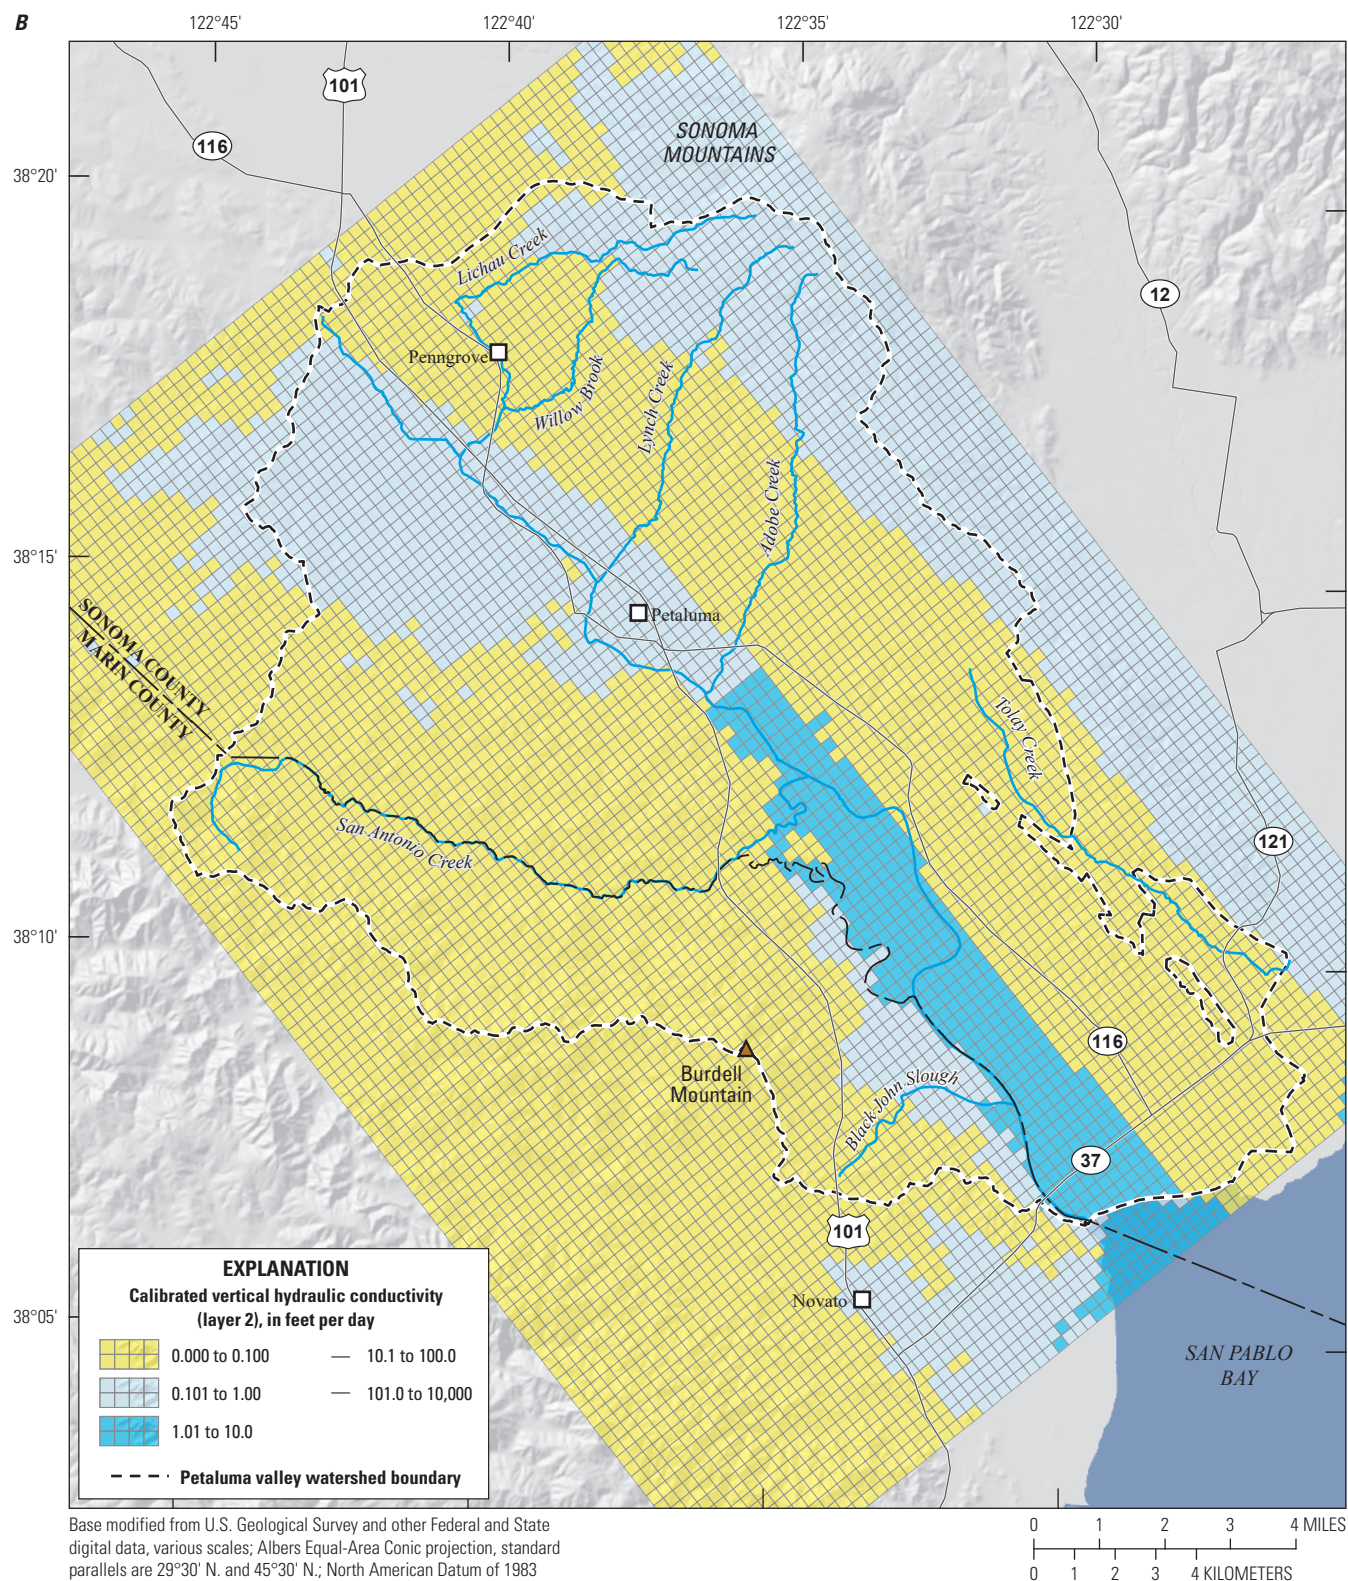 B
122°45'
122°40'
122°35'
122°30'
101
116
SONOMA
MOUNTAINS
38°20'
Lichau Creek
12
Penngrove
Willow Brook
Lynch Creek
Adobe Creek
38°15'
Petaluma
SONOMA COUNTY
MARIN COUNTY
Tolay Creek
San Antonio Creek
121
38°10'
116
Burdell
Mountain
Black John Slough
37
101
Novato
38°05'
SAN PABLO
BAY
EXPLANATION
Calibrated vertical hydraulic conductivity
(layer 2), in feet per day
0.000 to 0.100
10.1 to 100.0
0.101 to 1.00
101.0 to 10,000
1.01 to 10.0
Petaluma valley watershed boundary
Base modified from U.S. Geological Survey and other Federal and State
digital data, various scales; Albers Equal-Area Conic projection, standard
parallels are 29°30' N. and 45°30' N.; North American Datum of 1983
0 1 2 3 4 MILES
0 1 2 3 4 KILOMETERS